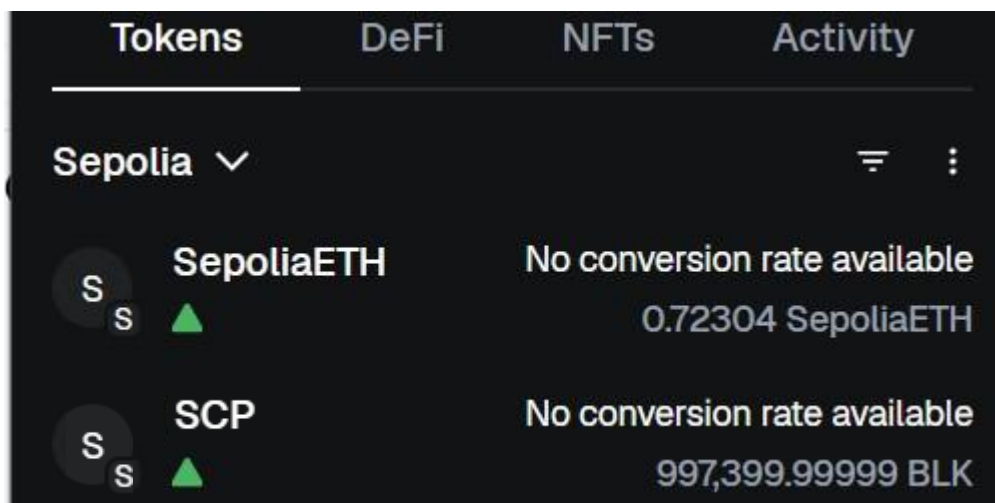 Tokens DeFi NFTs Activity
Sepolia
S S SepoliaETH No conversion rate available
0.72304 SepoliaETH
S S SCP No conversion rate available
997,399.99999 BLK